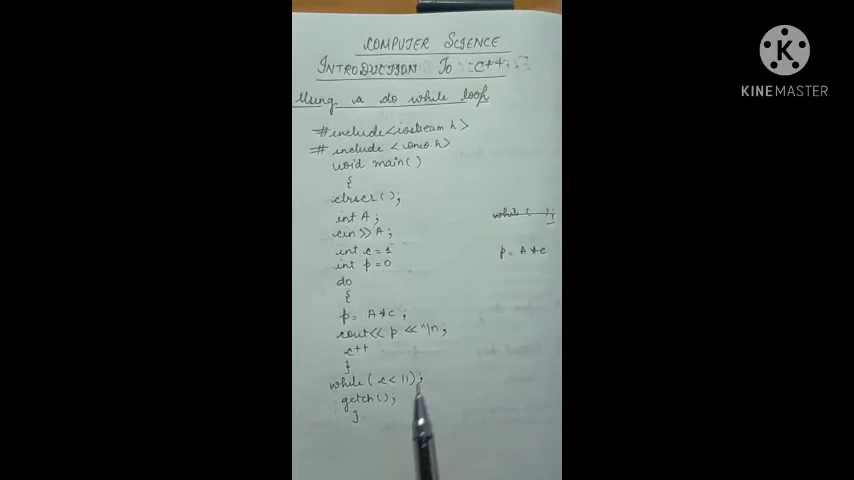 COMPUTER SCIENCE
INTRODUCTION TO C++
Using a do while loop
#include<iostream.h>
# include <conio.h>
void main()
{
clrscr();
int A;
cin>>A;
int c=1
int p=0
do
{
p= A*c;
cout<< p <<"\n;
c++
}
while(c<11);
getch();
}
while( );
p= A*c
K
KINEMASTER